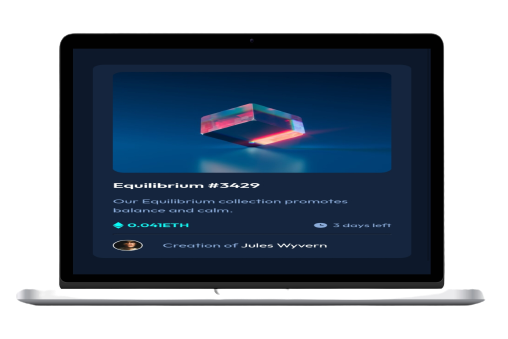 Equilibrium #3429
Our Equilibrium collection promotes
balance and calm.
0.041ETH 3 days left
Creation of Jules Wyvern